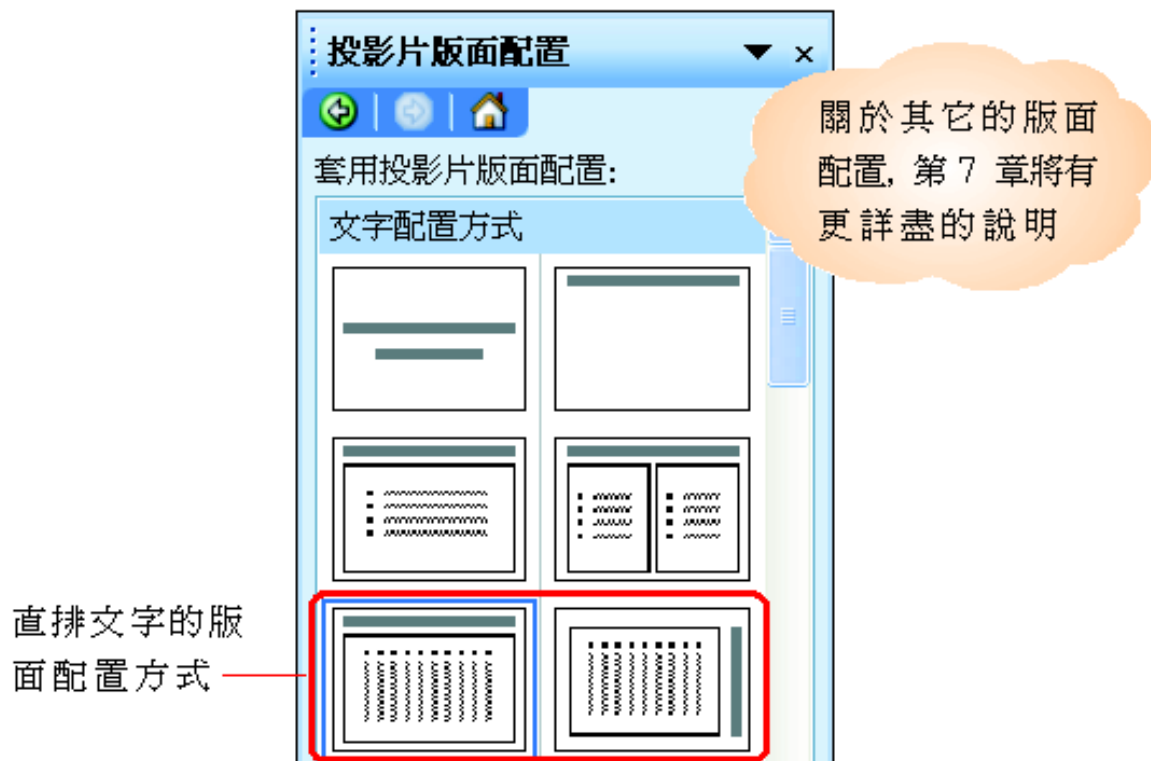 投影片版面配置
套用投影片版面配置:
文字配置方式
關於其它的版面
配置, 第 7 章將有
更詳盡的說明
直排文字的版
面配置方式